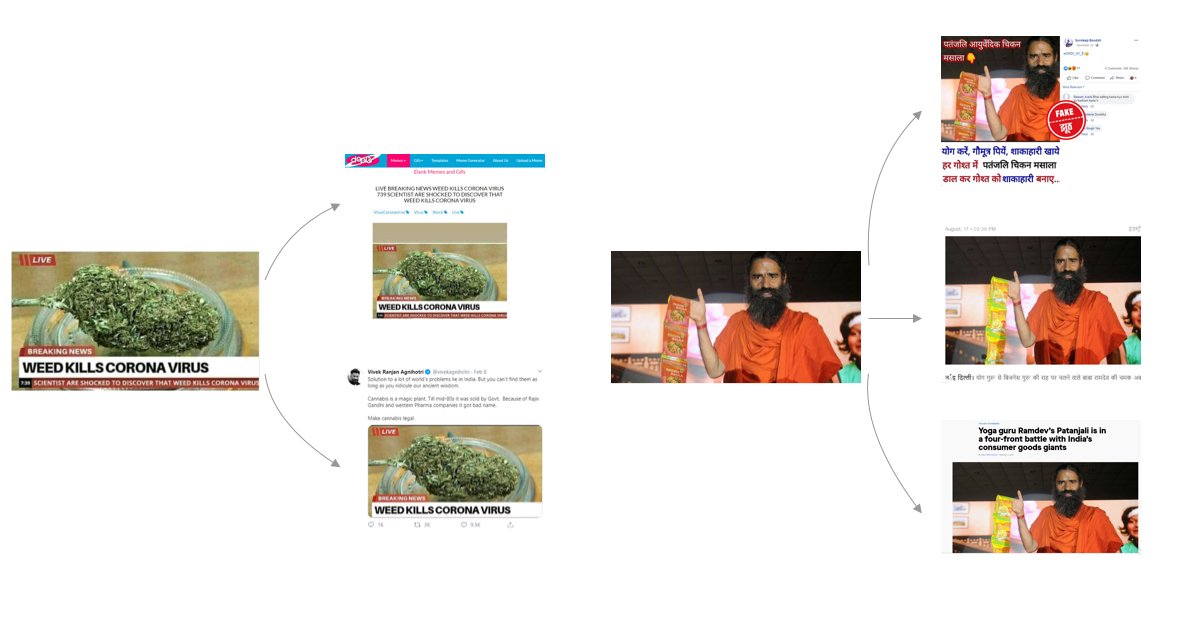 LIVE
BREAKING NEWS
WEED KILLS CORONA VIRUS
7:39 SCIENTIST ARE SHOCKED TO DISCOVER THAT WEED KILLS CORONA VIRUS
Memes
Gifs
Templates
Meme Generator
About Us
Upload a Meme
Dank Memes and Gifs
LIVE BREAKING NEWS WEED KILLS CORONA VIRUS
739 SCIENTIST ARE SHOCKED TO DISCOVER THAT
WEED KILLS CORONA VIRUS
LIVE
BREAKING NEWS
WEED KILLS CORONA VIRUS
SCIENTIST ARE SHOCKED TO DISCOVER THAT WEED KILLS CORONA VIRUS
Vivek Ranjan Agnihotri @vivekagnihotri · Feb 6
Solution to a lot of world's problems lie in India. But you can't find them as
long as you ridicule our ancient wisdom.
Cannabis is a magic plant. Till mid-80s it was sold by Govt. Because of Rajiv
Gandhi and western Pharma companies it got bad name.
Make cannabis legal.
LIVE
BREAKING NEWS
WEED KILLS CORONA VIRUS
1K
3K
9.5K
पतंजलि आयुर्वेदिक चिकन
मसाला
Like
Comment
Share
FAKE
झूठ
योग करें, गौमूत्र पियें, शाकाहारी खाये
हर गोश्त में पतंजलि चिकन मसाला
डाल कर गोश्त को शाकाहारी बनाए...
नई दिल्ली। योग गुरू से बिजनेस गुरू की राह पर चलने वाले बाबा रामदेव की चमक अब
Yoga guru Ramdev's Patanjali is in
a four-front battle with India's
consumer goods giants